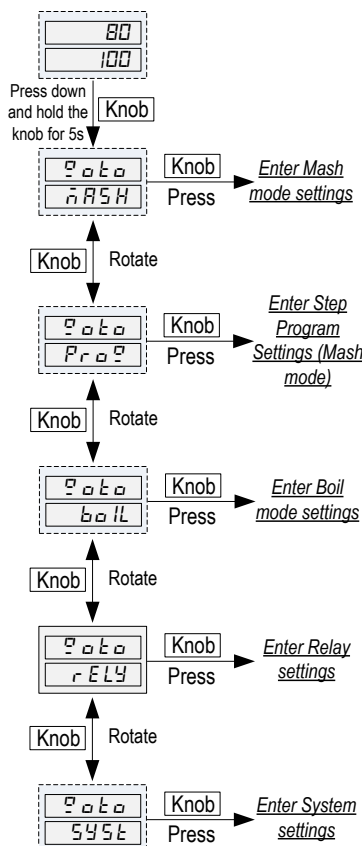 80
100
Press down
and hold the
knob for 5s
Knob
Goto
MASH
Knob
Press
Enter Mash
mode settings
Knob
Rotate
Goto
ProG
Knob
Press
Enter Step
Program
Settings (Mash
mode)
Knob
Rotate
Goto
boIL
Knob
Press
Enter Boil
mode settings
Knob
Rotate
Goto
rELY
Knob
Press
Enter Relay
settings
Knob
Rotate
Goto
SYSt
Knob
Press
Enter System
settings